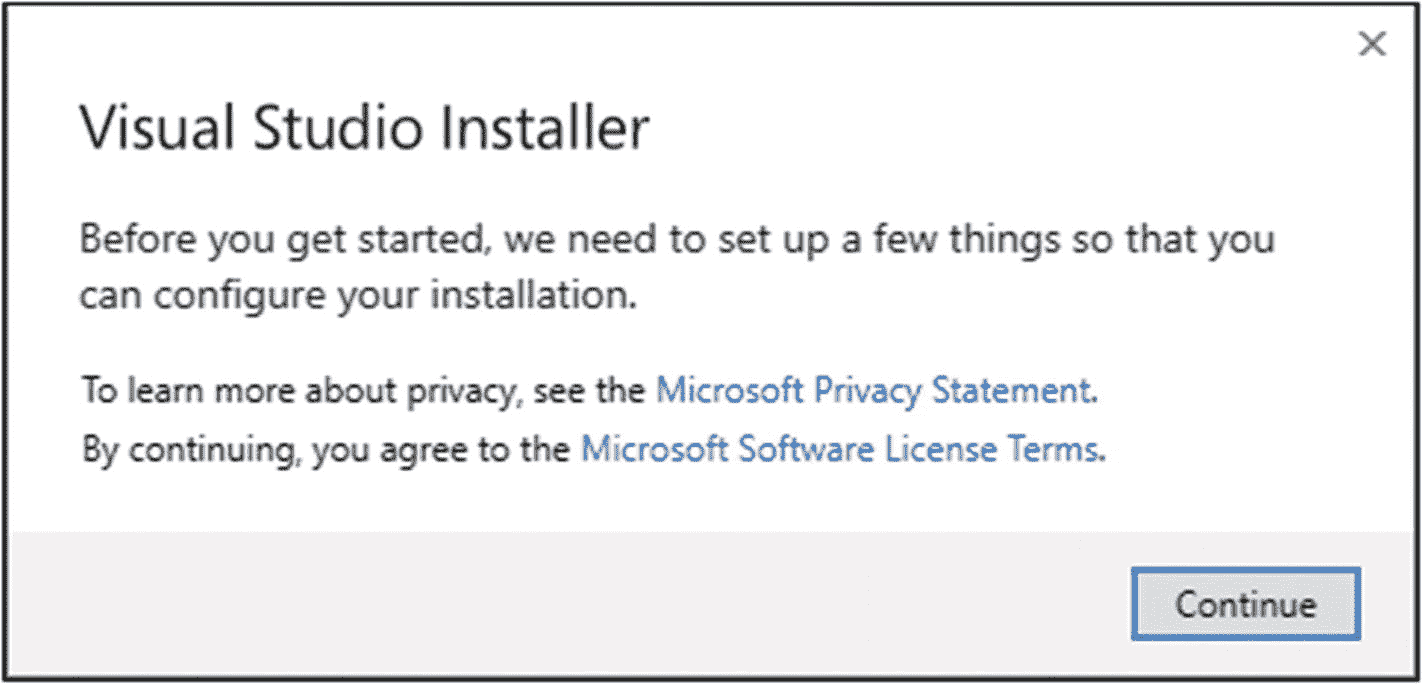 Visual Studio Installer
Before you get started, we need to set up a few things so that you
can configure your installation.
To learn more about privacy, see the Microsoft Privacy Statement.
By continuing, you agree to the Microsoft Software License Terms.
Continue